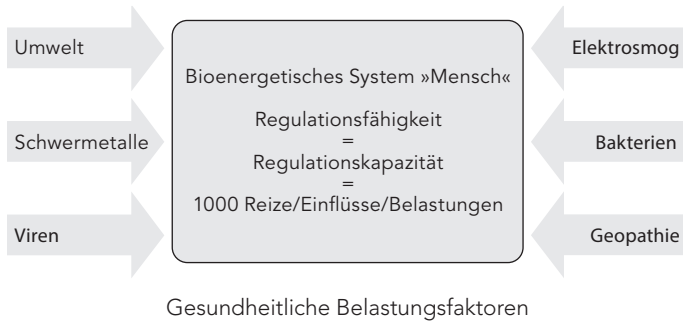 Umwelt
Schwermetalle
Viren
Bioenergetisches System »Mensch«
Regulationsfähigkeit
=
Regulationskapazität
=
1000 Reize/Einflüsse/Belastungen
Elektrosmog
Bakterien
Geopathie
Gesundheitliche Belastungsfaktoren